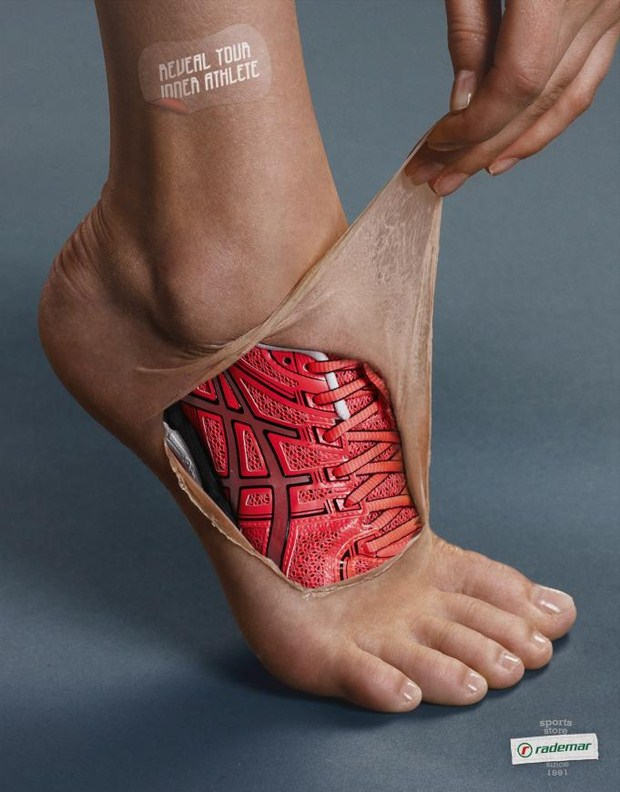 REVEAL YOUR
INNER ATHLETE
sports
store
rademar
since
1991